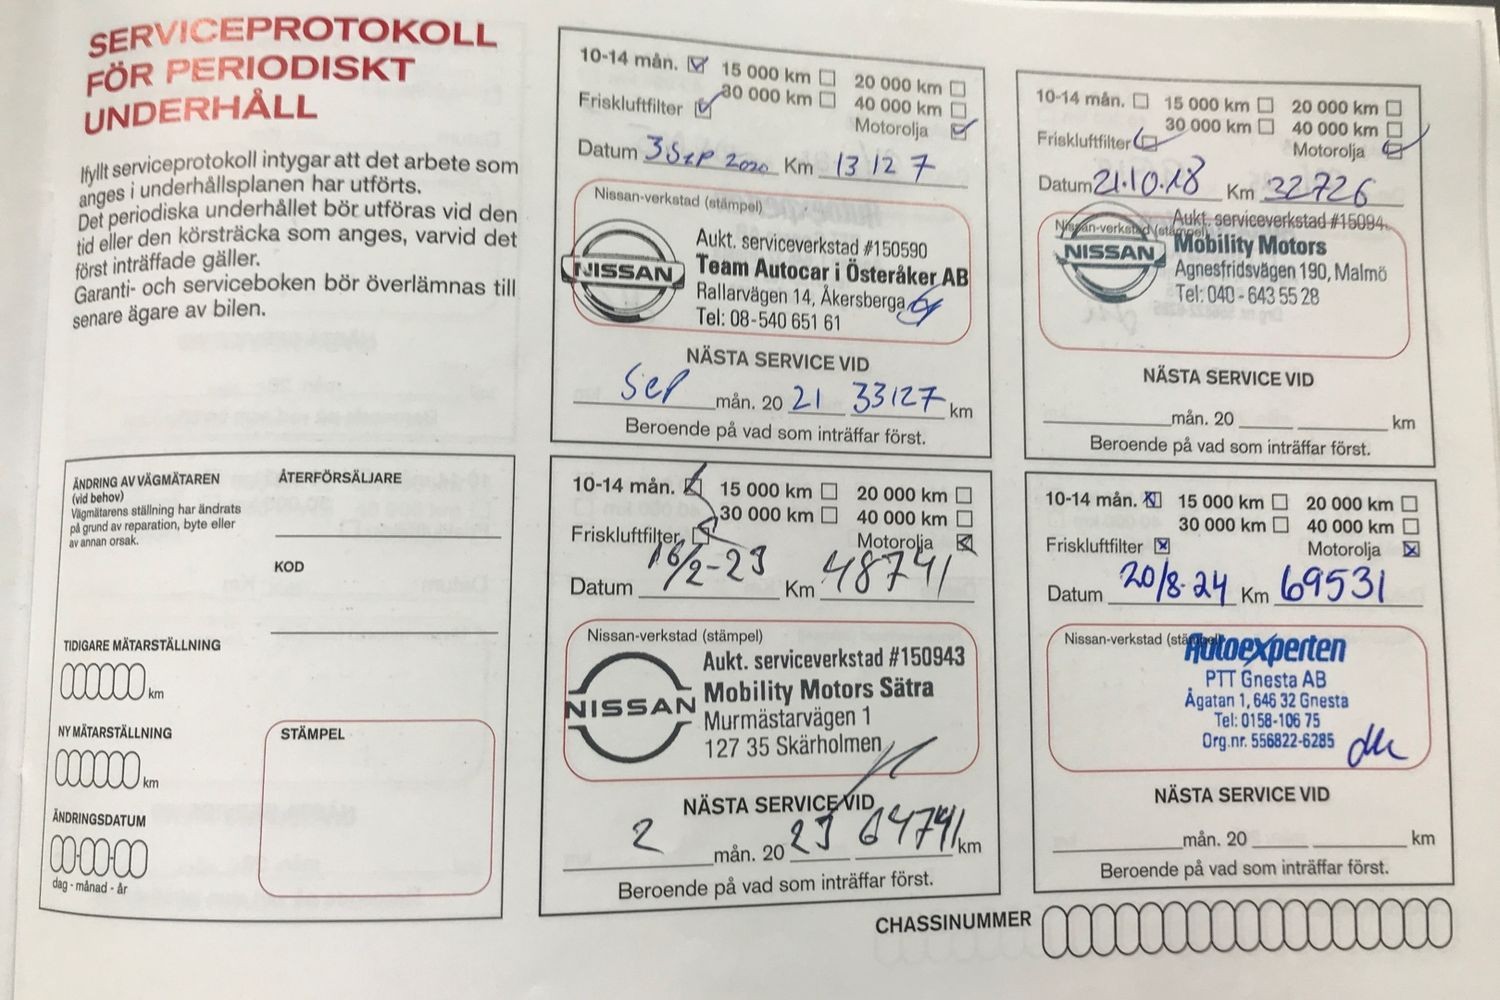 SERVICEPROTOKOLL
FÖR PERIODISKT
UNDERHÅLL
Ifyllt serviceprotokoll intygar att det arbete som
anges i underhållsplanen har utförts.
Det periodiska underhållet bör utföras vid den
tid eller den körsträcka som anges, varvid det
först inträffade gäller.
Garanti- och serviceboken bör överlämnas till
senare ägare av bilen.
10-14 mån. 15 000 km 20 000 km
30 000 km 40 000 km
Friskluftfilter Motorolja
Datum 3 SEP 2020 Km 13127
Nissan-verkstad (stämpel)
NISSAN
Aukt. serviceverkstad #150590
Team Autocar i Österåker AB
Rallarvägen 14, Åkersberga
Tel: 08-540 651 61
NÄSTA SERVICE VID
SEP mån. 20 21 33127 km
Beroende på vad som inträffar först.
10-14 mån. 15 000 km 20 000 km
30 000 km 40 000 km
Friskluftfilter Motorolja
Datum 21.10.18 Km 32726
Nissan-verkstad (stämpel)
NISSAN
Aukt. serviceverkstad #15094
Mobility Motors
Agnesfridsvägen 190, Malmö
Tel: 040 - 643 55 28
NÄSTA SERVICE VID
mån. 20 km
Beroende på vad som inträffar först.
ÄNDRING AV VÄGMÄTAREN
(vid behov)
Vägmätarens ställning har ändrats
på grund av reparation, byte eller
av annan orsak.
ÅTERFÖRSÄLJARE
KOD
TIDIGARE MÄTARSTÄLLNING
km
NY MÄTARSTÄLLNING
km
ÄNDRINGSDATUM
dag - månad - år
STÄMPEL
10-14 mån. 15 000 km 20 000 km
30 000 km 40 000 km
Friskluftfilter Motorolja
Datum 16/2-23 Km 48741
Nissan-verkstad (stämpel)
NISSAN
Aukt. serviceverkstad #150943
Mobility Motors Sätra
Murmästarvägen 1
127 35 Skärholmen
NÄSTA SERVICE VID
2 mån. 20 23 64741 km
Beroende på vad som inträffar först.
10-14 mån. 15 000 km 20 000 km
30 000 km 40 000 km
Friskluftfilter Motorolja
Datum 20/8-24 Km 69531
Nissan-verkstad (stämpel)
Autoexperten
PTT Gnesta AB
Ågatan 1, 646 32 Gnesta
Tel: 0158-106 75
Org.nr. 556822-6285
NÄSTA SERVICE VID
mån. 20 km
Beroende på vad som inträffar först.
CHASSINUMMER